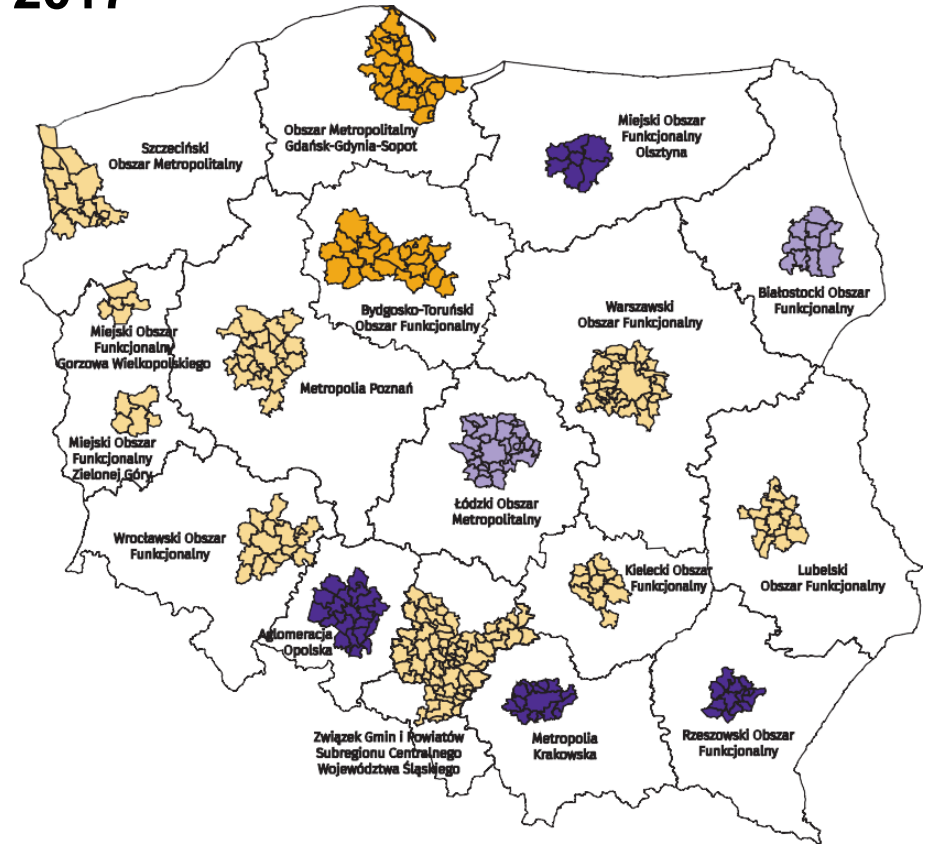 2017
Szczeciński
Obszar Metropolitalny
Obszar Metropolitalny
Gdańsk-Gdynia-Sopot
Miejski Obszar
Funkcjonalny
Olsztyna
Białostocki Obszar
Funkcjonalny
Bydgosko-Toruński
Obszar Funkcjonalny
Warszawski
Obszar Funkcjonalny
Miejski Obszar
Funkcjonalny
Gorzowa Wielkopolskiego
Metropolia Poznań
Miejski Obszar
Funkcjonalny
Zielonej Góry
Łódzki Obszar
Metropolitalny
Wrocławski Obszar
Funkcjonalny
Kielecki Obszar
Funkcjonalny
Lubelski
Obszar Funkcjonalny
Aglomeracja
Opolska
Związek Gmin i Powiatów
Subregionu Centralnego
Województwa Śląskiego
Metropolia
Krakowska
Rzeszowski Obszar
Funkcjonalny